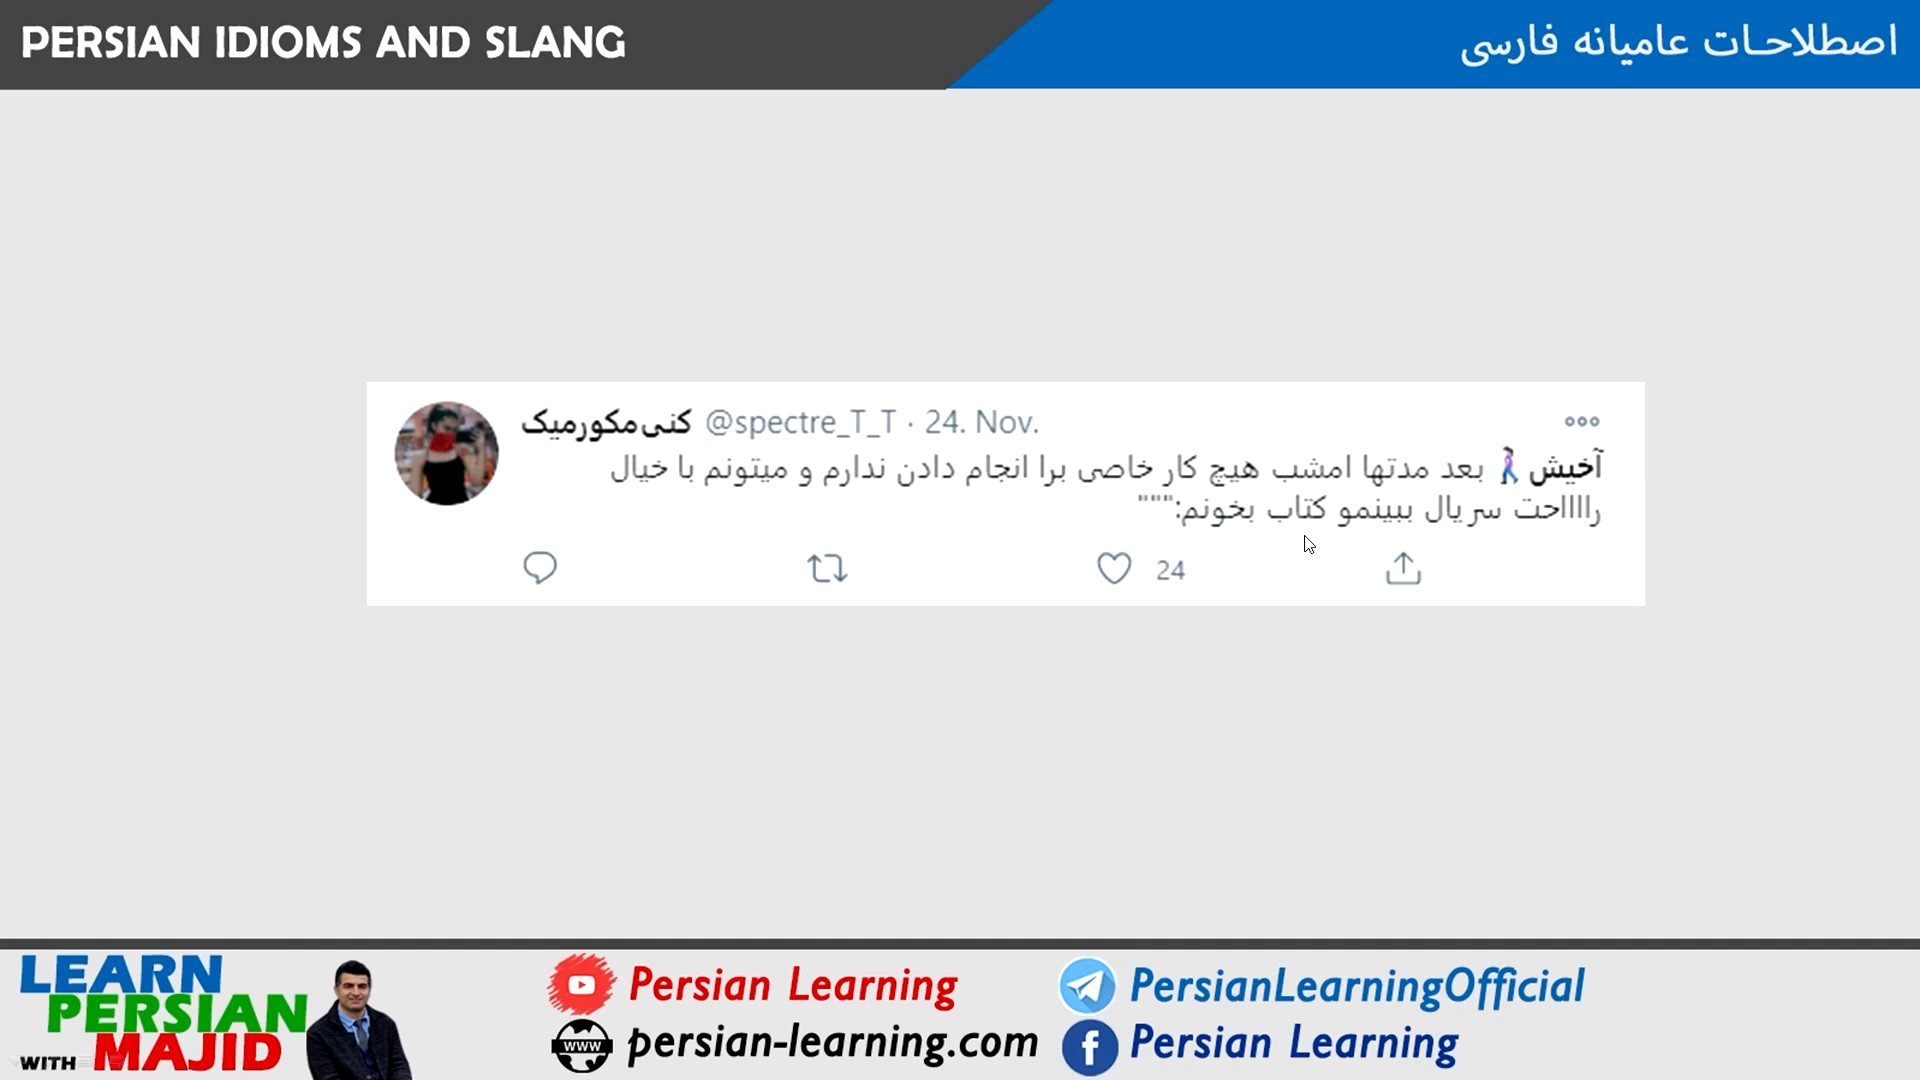 PERSIAN IDIOMS AND SLANG
اصطلاحـات عامیانه فارسی
کنی‌مکورمیک @spectre_T_T · 24. Nov.
آخیش🚶‍♀️ بعد مدتها امشب هیچ کار خاصی برا انجام دادن ندارم و میتونم با خیال
رااااحت سریال ببینمو کتاب بخونم:"""
24
LEARN
PERSIAN
WITH MAJID
Persian Learning
WWW persian-learning.com
PersianLearningOfficial
f Persian Learning